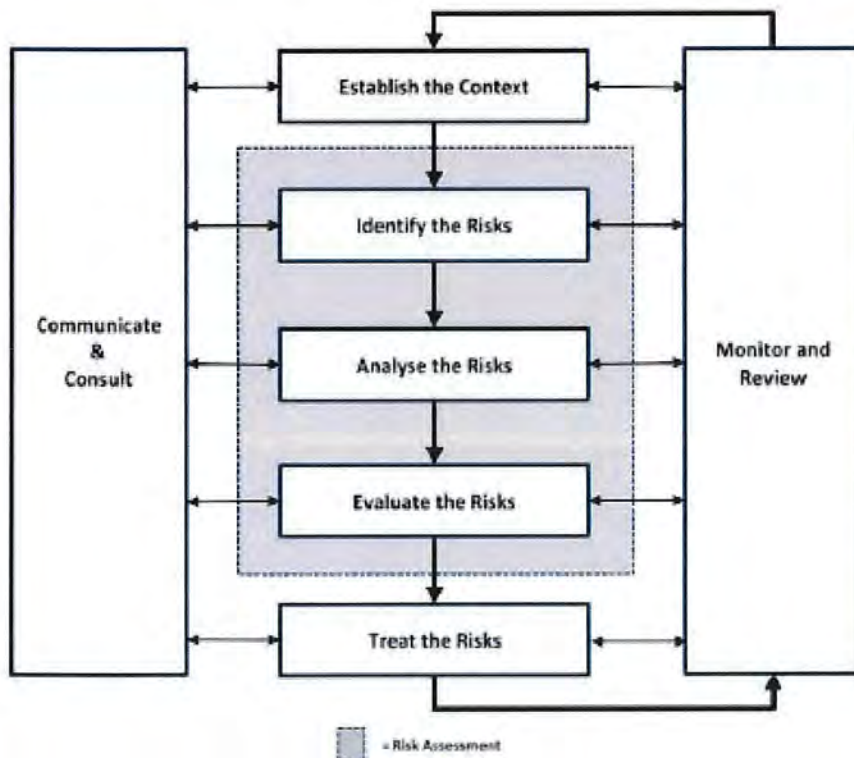 Establish the Context
Identify the Risks
Communicate
&
Consult
Analyse the Risks
Monitor and
Review
Evaluate the Risks
Treat the Risks
= Risk Assessment